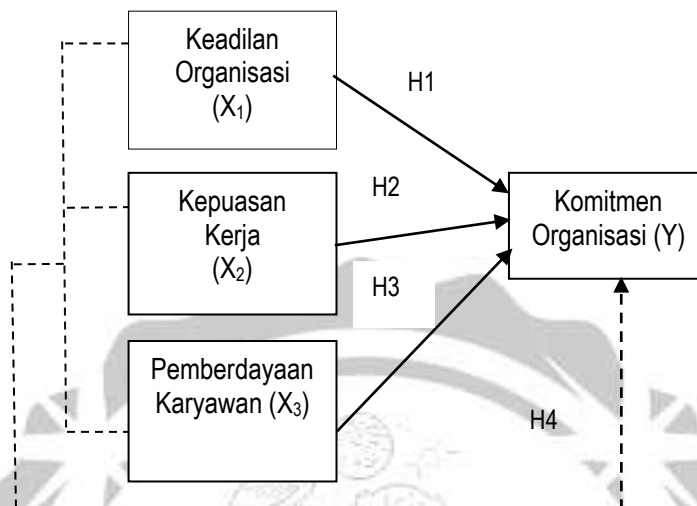 Keadilan
Organisasi
(X₁)
H1
Kepuasan
Kerja
(X₂)
H2
Komitmen
Organisasi (Y)
H3
Pemberdayaan
Karyawan (X₃)
H4